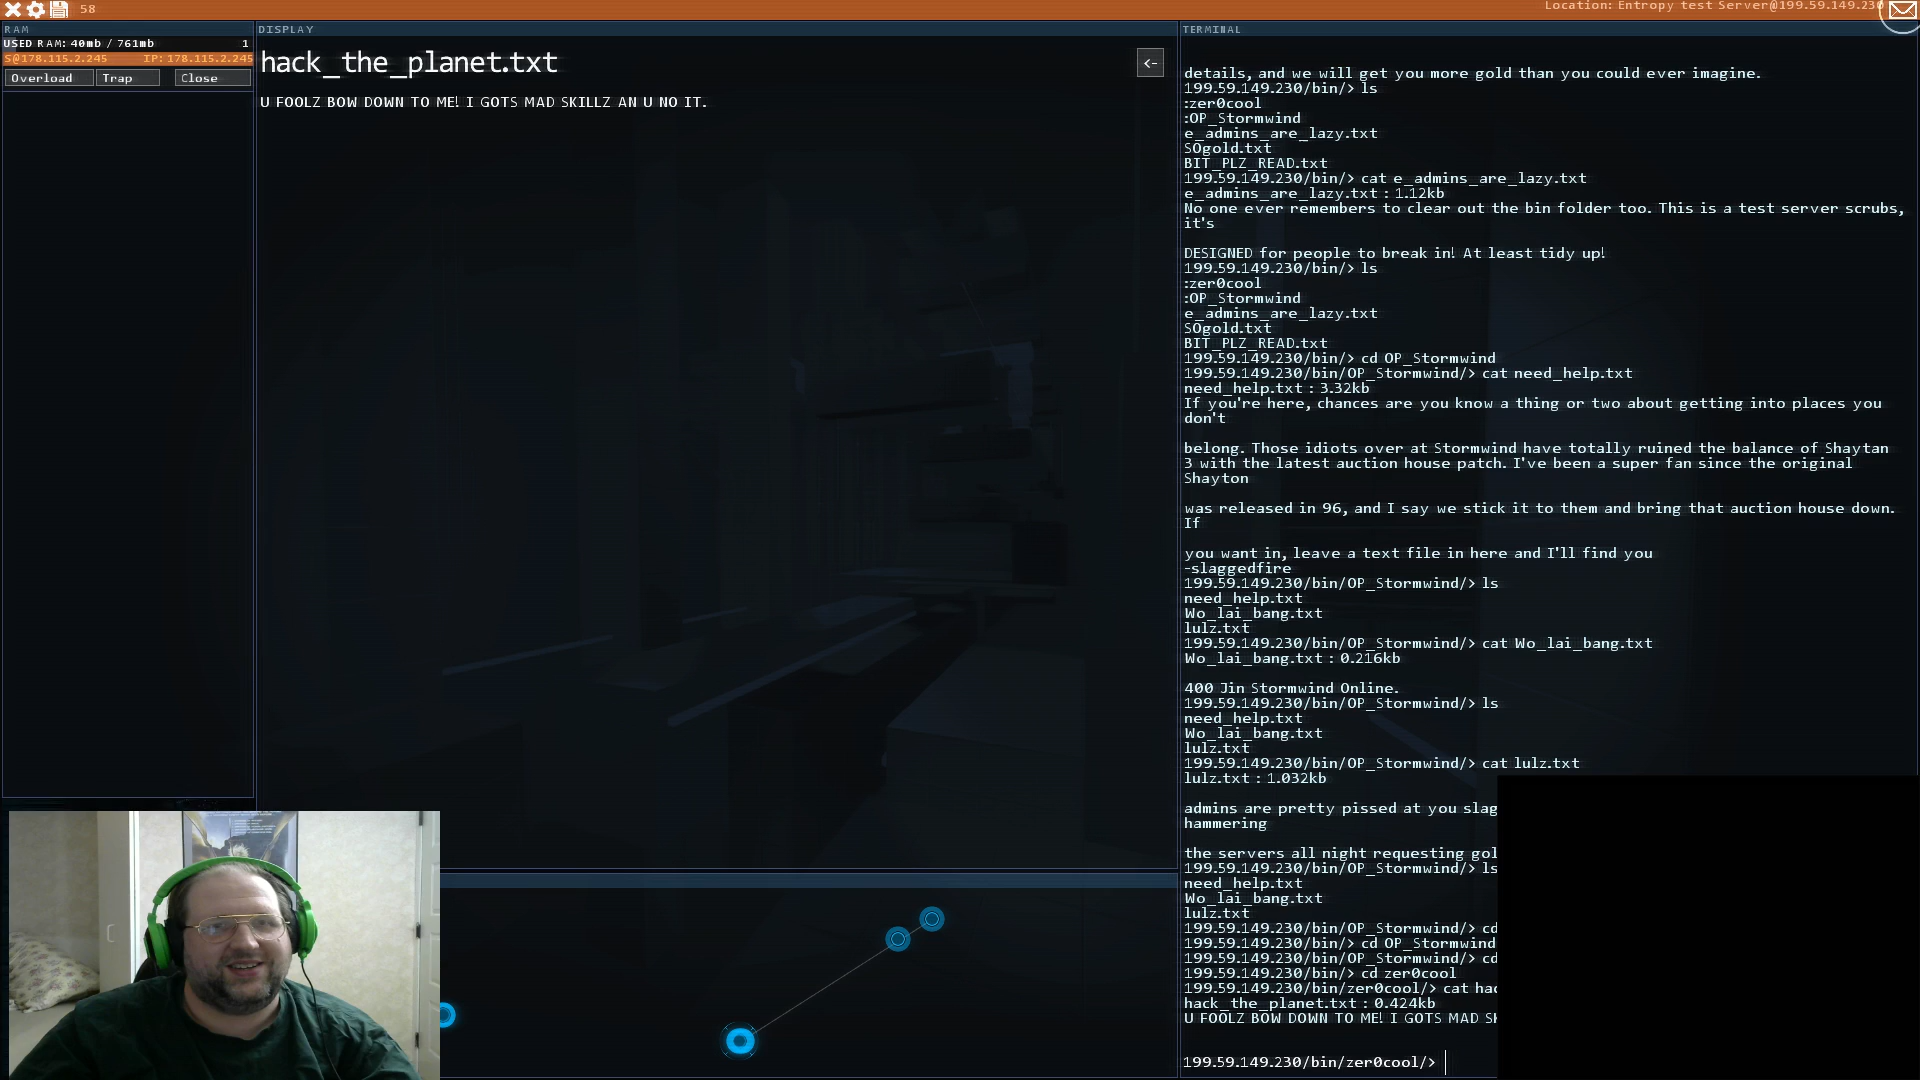 58
Location: Entropy test Server@199.59.149.230
RAM
USED RAM: 40mb / 761mb 1
S@178.115.2.245 IP: 178.115.2.245
Overload Trap Close
DISPLAY
hack_the_planet.txt
<-
U FOOLZ BOW DOWN TO ME! I GOTS MAD SKILLZ AN U NO IT.
TERMINAL
details, and we will get you more gold than you could ever imagine.
199.59.149.230/bin/> ls
:zer0cool
:OP_Stormwind
e_admins_are_lazy.txt
SOgold.txt
BIT_PLZ_READ.txt
199.59.149.230/bin/> cat e_admins_are_lazy.txt
e_admins_are_lazy.txt : 1.12kb
No one ever remembers to clear out the bin folder too. This is a test server scrubs,
it's
DESIGNED for people to break in! At least tidy up!
199.59.149.230/bin/> ls
:zer0cool
:OP_Stormwind
e_admins_are_lazy.txt
SOgold.txt
BIT_PLZ_READ.txt
199.59.149.230/bin/> cd OP_Stormwind
199.59.149.230/bin/OP_Stormwind/> cat need_help.txt
need_help.txt : 3.32kb
If you're here, chances are you know a thing or two about getting into places you
don't
belong. Those idiots over at Stormwind have totally ruined the balance of Shaytan
3 with the latest auction house patch. I've been a super fan since the original
Shayton
was released in 96, and I say we stick it to them and bring that auction house down.
If
you want in, leave a text file in here and I'll find you
-slaggedfire
199.59.149.230/bin/OP_Stormwind/> ls
need_help.txt
Wo_lai_bang.txt
lulz.txt
199.59.149.230/bin/OP_Stormwind/> cat Wo_lai_bang.txt
Wo_lai_bang.txt : 0.216kb
400 Jin Stormwind Online.
199.59.149.230/bin/OP_Stormwind/> ls
need_help.txt
Wo_lai_bang.txt
lulz.txt
199.59.149.230/bin/OP_Stormwind/> cat lulz.txt
lulz.txt : 1.032kb
admins are pretty pissed at you slag
hammering
the servers all night requesting gol
199.59.149.230/bin/OP_Stormwind/> ls
need_help.txt
Wo_lai_bang.txt
lulz.txt
199.59.149.230/bin/OP_Stormwind/> cd
199.59.149.230/bin/> cd OP_Stormwind
199.59.149.230/bin/OP_Stormwind/> cd
199.59.149.230/bin/> cd zer0cool
199.59.149.230/bin/zer0cool/> cat hac
hack_the_planet.txt : 0.424kb
U FOOLZ BOW DOWN TO ME! I GOTS MAD SK
199.59.149.230/bin/zer0cool/>